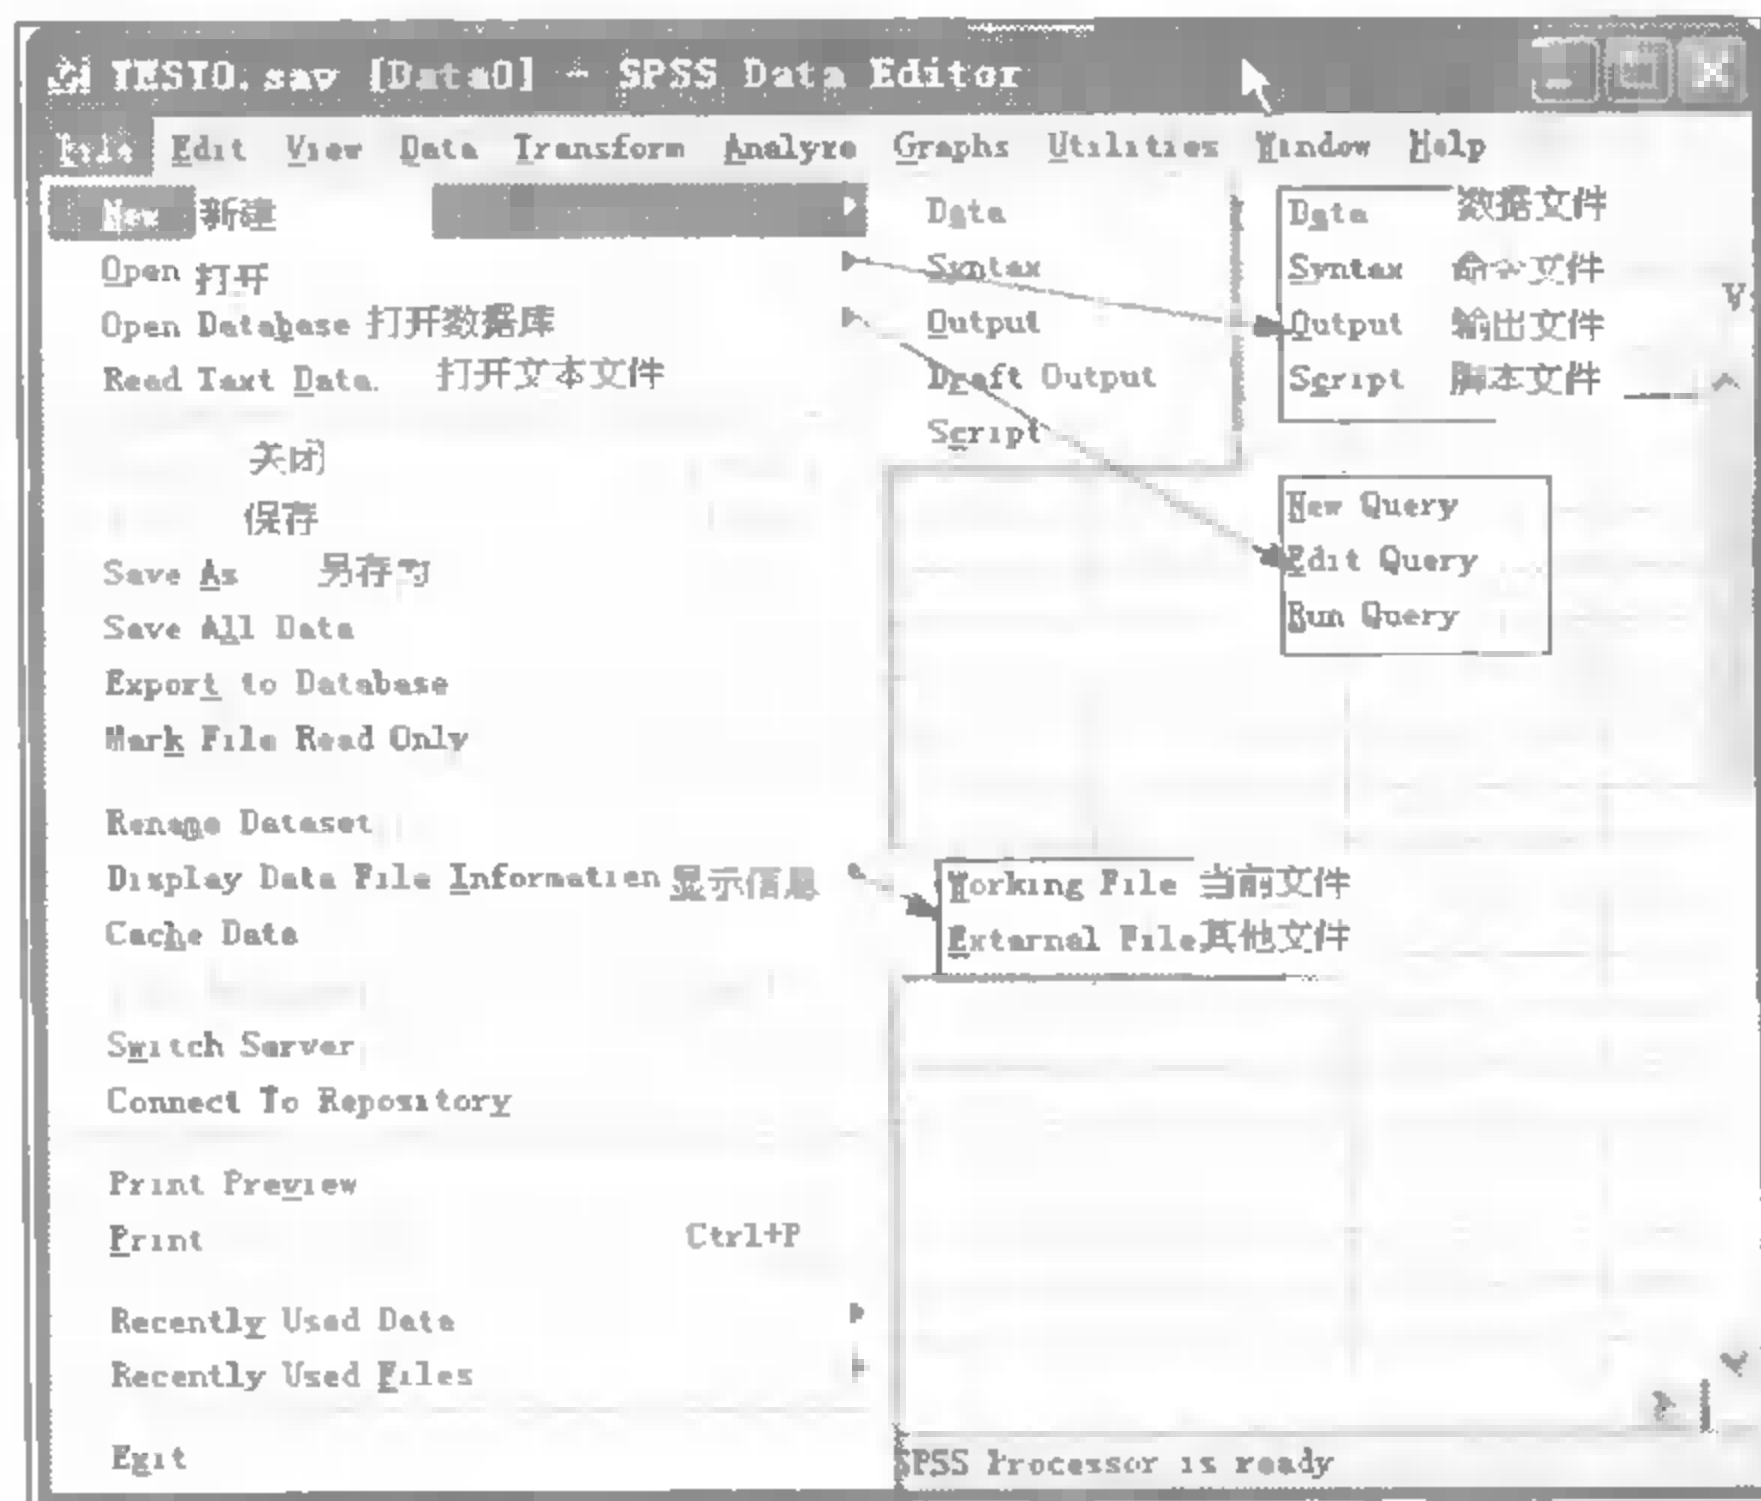 TEST0.sav [Data0] - SPSS Data Editor
File Edit View Data Transform Analyze Graphs Utilities Window Help
New 新建
Open 打开
Open Database 打开数据库
Read Text Data. 打开文本文件
关闭
保存
Save As 另存为
Save All Data
Export to Database
Mark File Read Only
Rename Dataset
Display Data File Information 显示信息
Cache Data
Switch Server
Connect To Repository
Print Preview
Print Ctrl+P
Recently Used Data
Recently Used Files
Exit
Data
Syntax
Output
Draft Output
Script
Data 数据文件
Syntax 命令文件
Output 输出文件
Script 脚本文件
New Query
Edit Query
Run Query
Working File 当前文件
External File 其他文件
SPSS Processor is ready